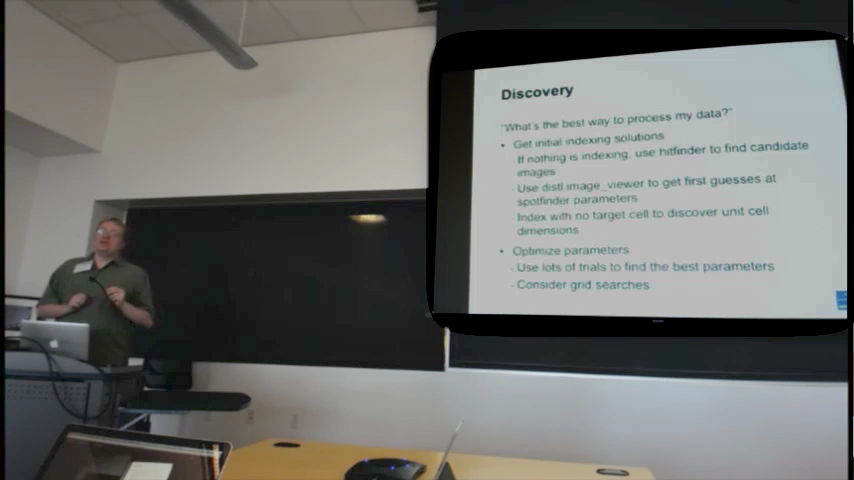 Discovery
"What's the best way to process my data?"
• Get initial indexing solutions
- If nothing is indexing, use hitfinder to find candidate
images
- Use distl.image_viewer to get first guesses at
spotfinder parameters
- Index with no target cell to discover unit cell
dimensions
• Optimize parameters
- Use lots of trials to find the best parameters
- Consider grid searches